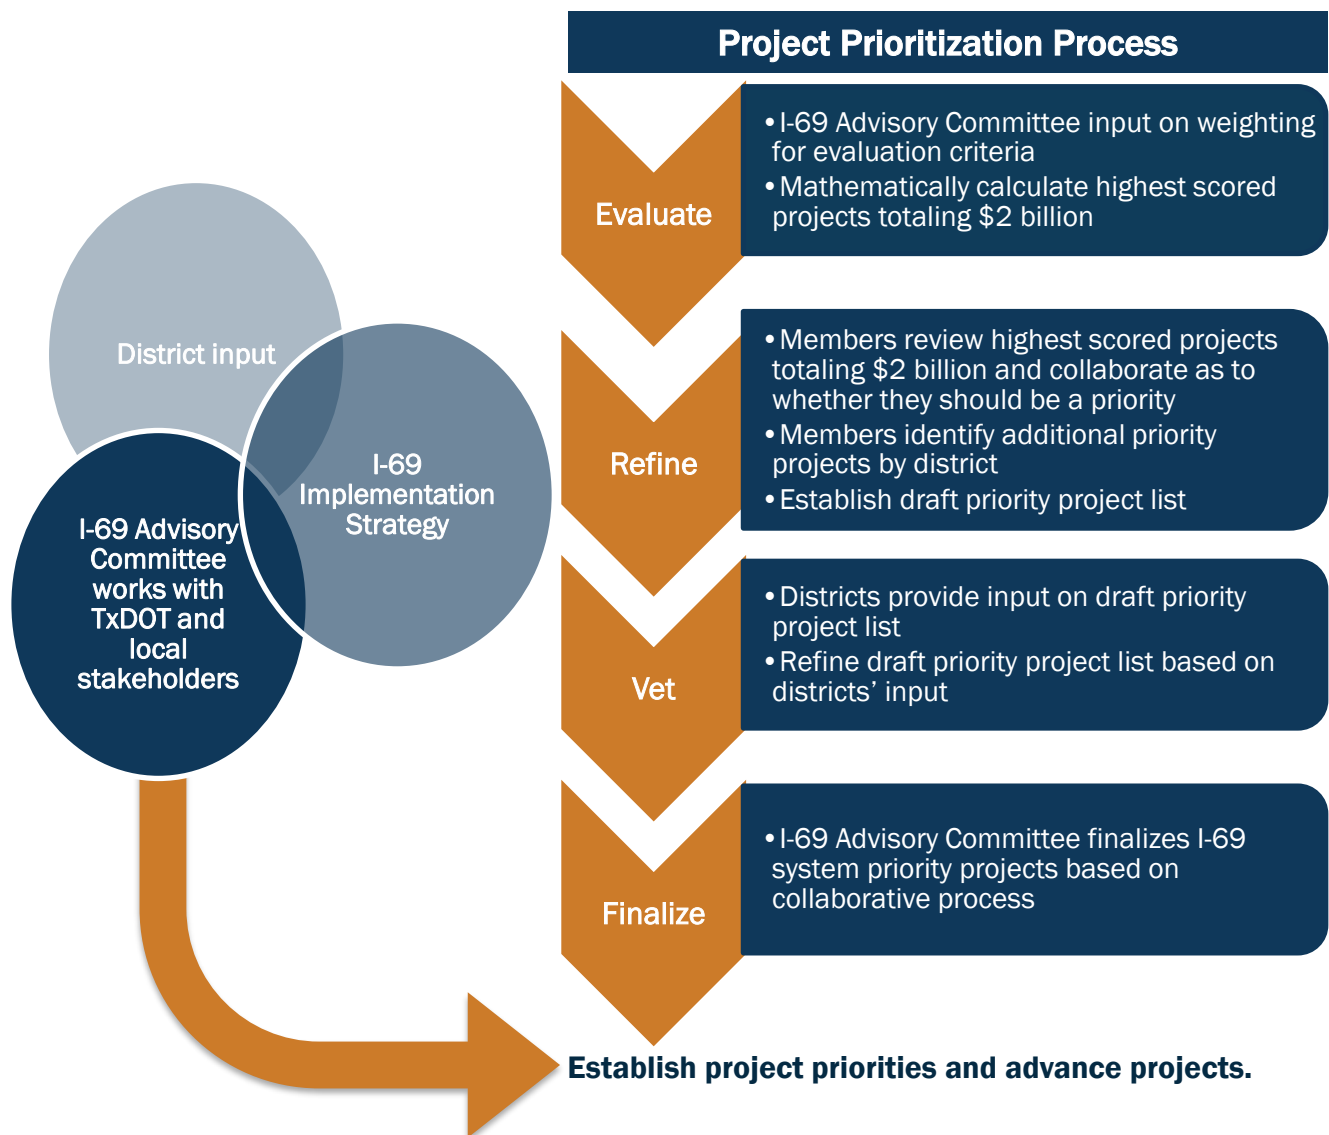 Project Prioritization Process
District input
I-69
Implementation
Strategy
I-69 Advisory
Committee
works with
TxDOT and
local
stakeholders
Evaluate
•I-69 Advisory Committee input on weighting
for evaluation criteria
•Mathematically calculate highest scored
projects totaling $2 billion
Refine
•Members review highest scored projects
totaling $2 billion and collaborate as to
whether they should be a priority
•Members identify additional priority
projects by district
•Establish draft priority project list
Vet
•Districts provide input on draft priority
project list
•Refine draft priority project list based on
districts’ input
Finalize
•I-69 Advisory Committee finalizes I-69
system priority projects based on
collaborative process
Establish project priorities and advance projects.